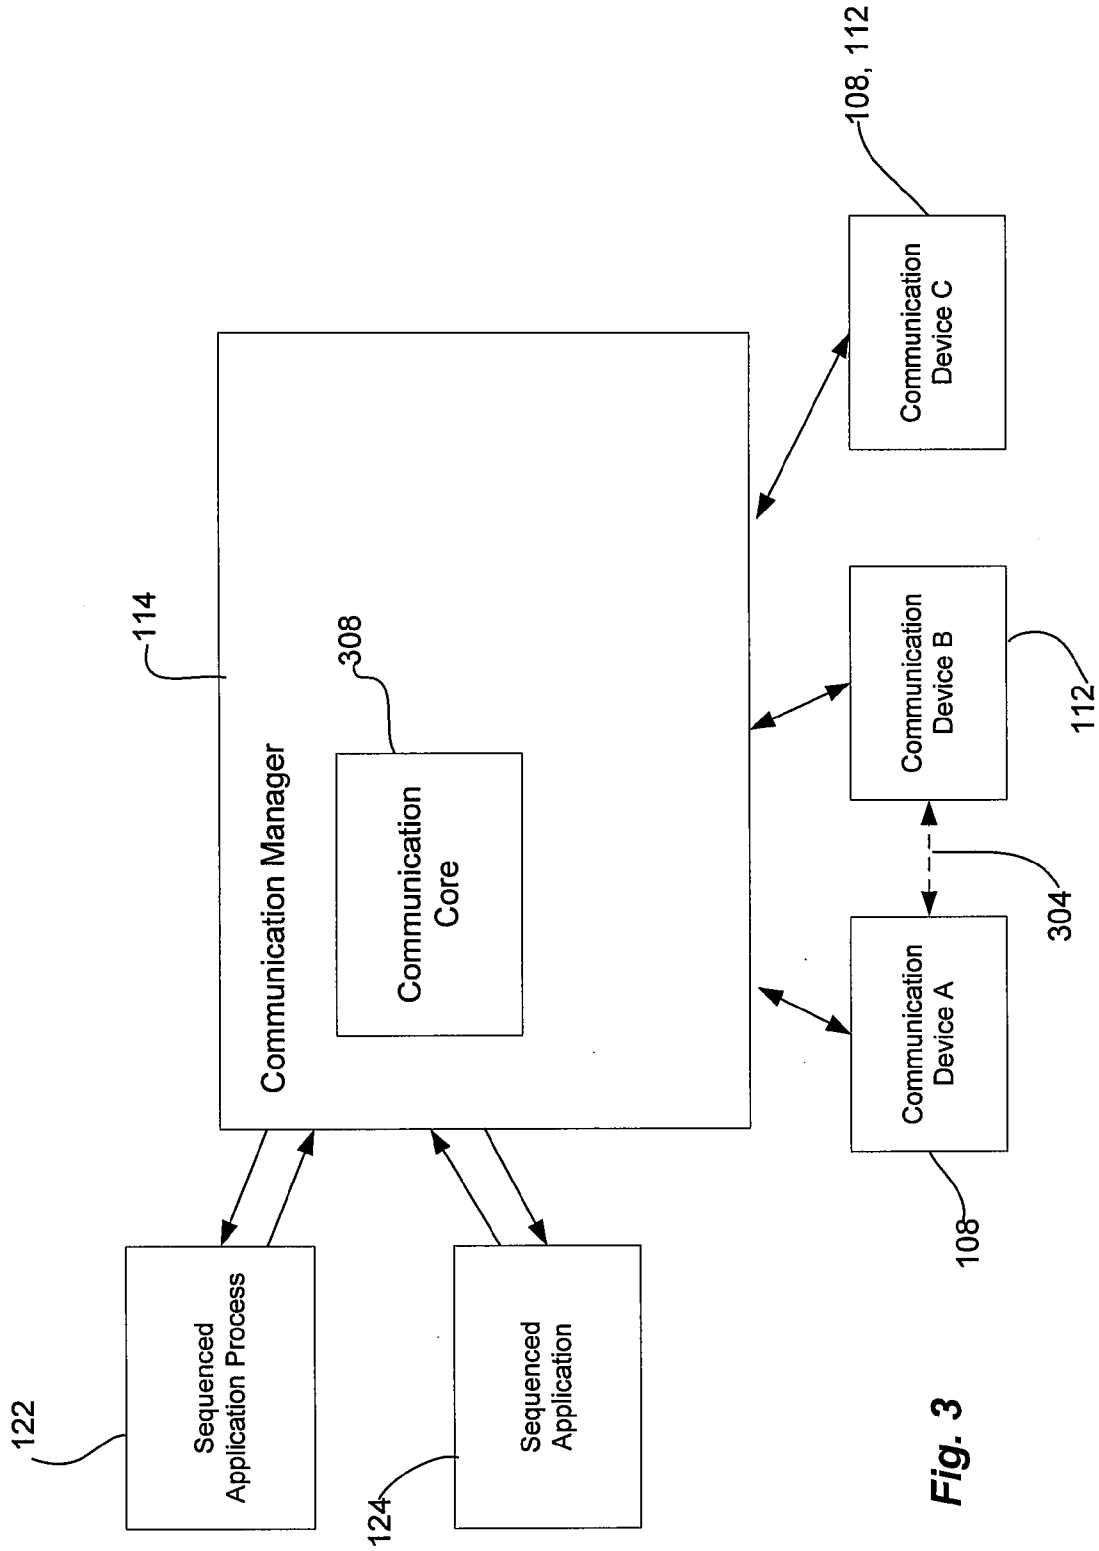 122
Sequenced
Application Process
124
Sequenced
Application
114
Communication Manager
308
Communication
Core
108
Communication
Device A
304
Communication
Device B
112
Communication
Device C
108, 112
Fig. 3